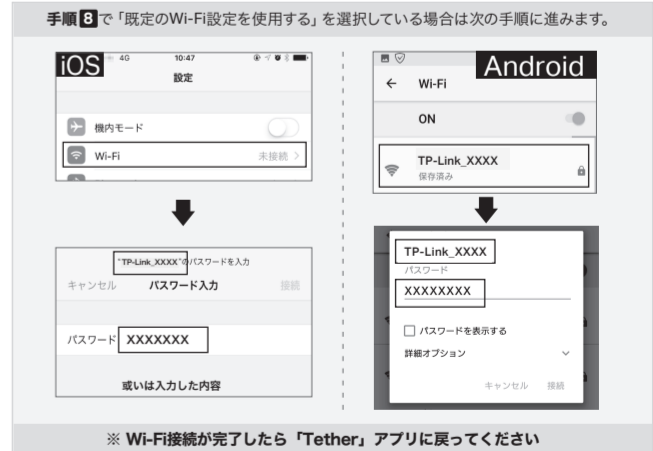 手順8で「既定のWi-Fi設定を使用する」を選択している場合は次の手順に進みます。
iOS
4G 10:47
設定
機内モード
Wi-Fi 未接続 >
"TP-Link_XXXX"のパスワードを入力
キャンセル パスワード入力 接続
パスワード XXXXXXX
或いは入力した内容
Android
← Wi-Fi
ON
TP-Link_XXXX
保存済み
TP-Link_XXXX
パスワード
XXXXXXXX
パスワードを表示する
詳細オプション
キャンセル 接続
※ Wi-Fi接続が完了したら「Tether」アプリに戻ってください